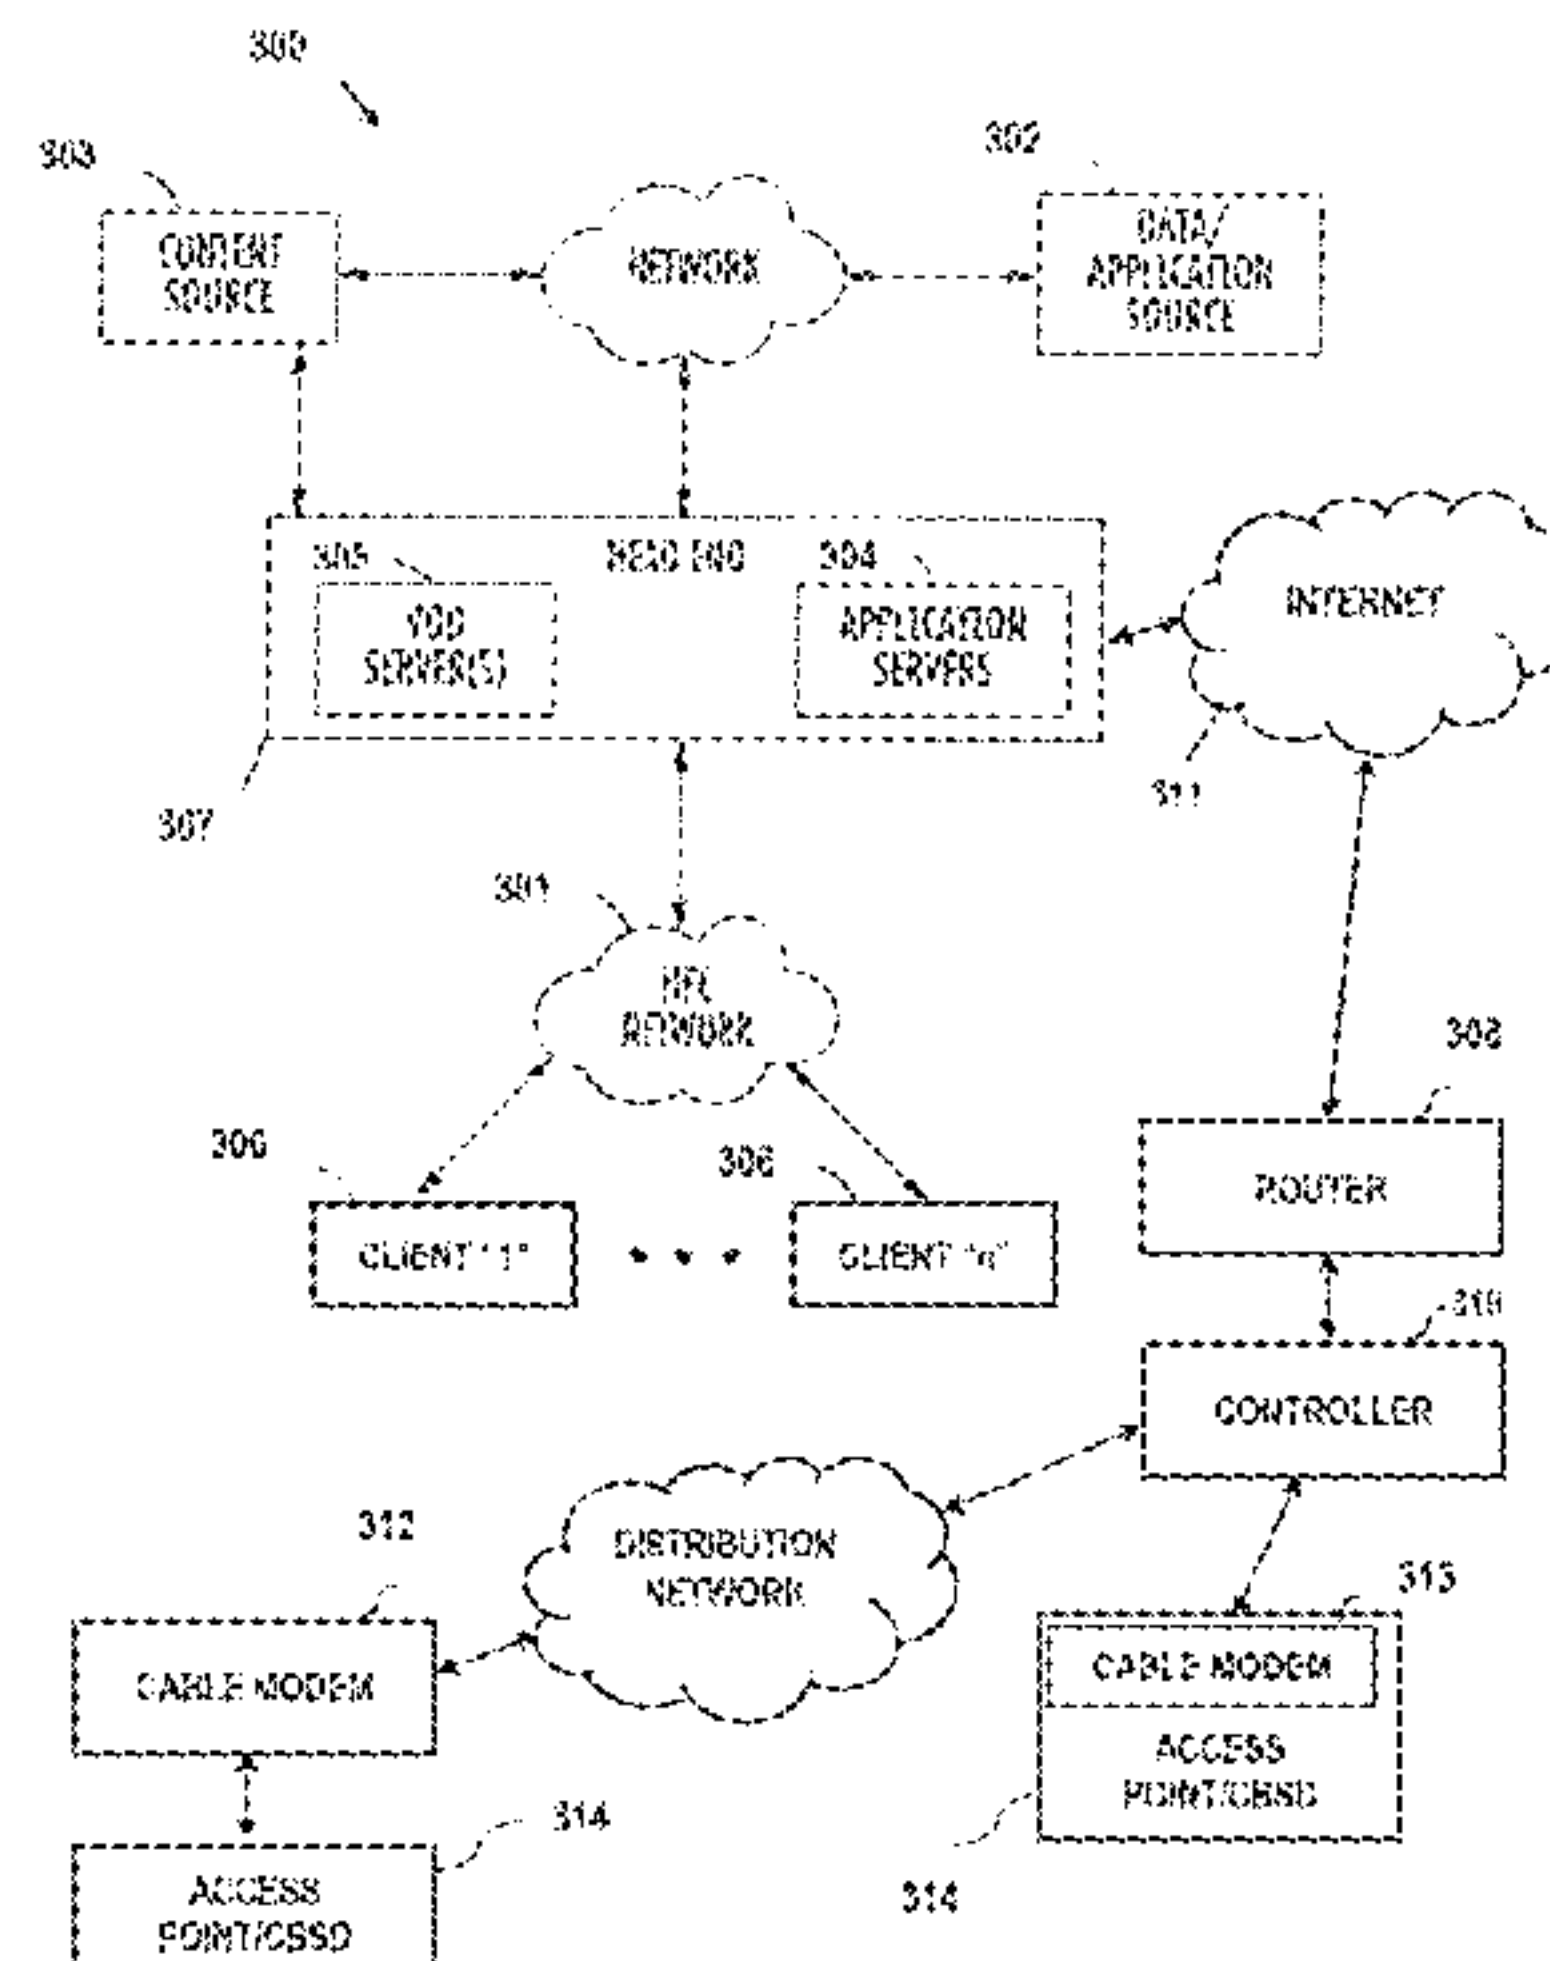 300
303
302
CONTENT
SOURCE
NETWORK
DATA/
APPLICATION
SOURCE
305
HEAD END
304
VOD
SERVER(S)
APPLICATION
SERVERS
INTERNET
311
307
301
HFC
NETWORK
308
306
306
ROUTER
CLIENT "1"
CLIENT "n"
CONTROLLER
312
DISTRIBUTION
NETWORK
313
CABLE MODEM
CABLE MODEM
ACCESS
POINT/CBSD
314
314
ACCESS
POINT/CBSD